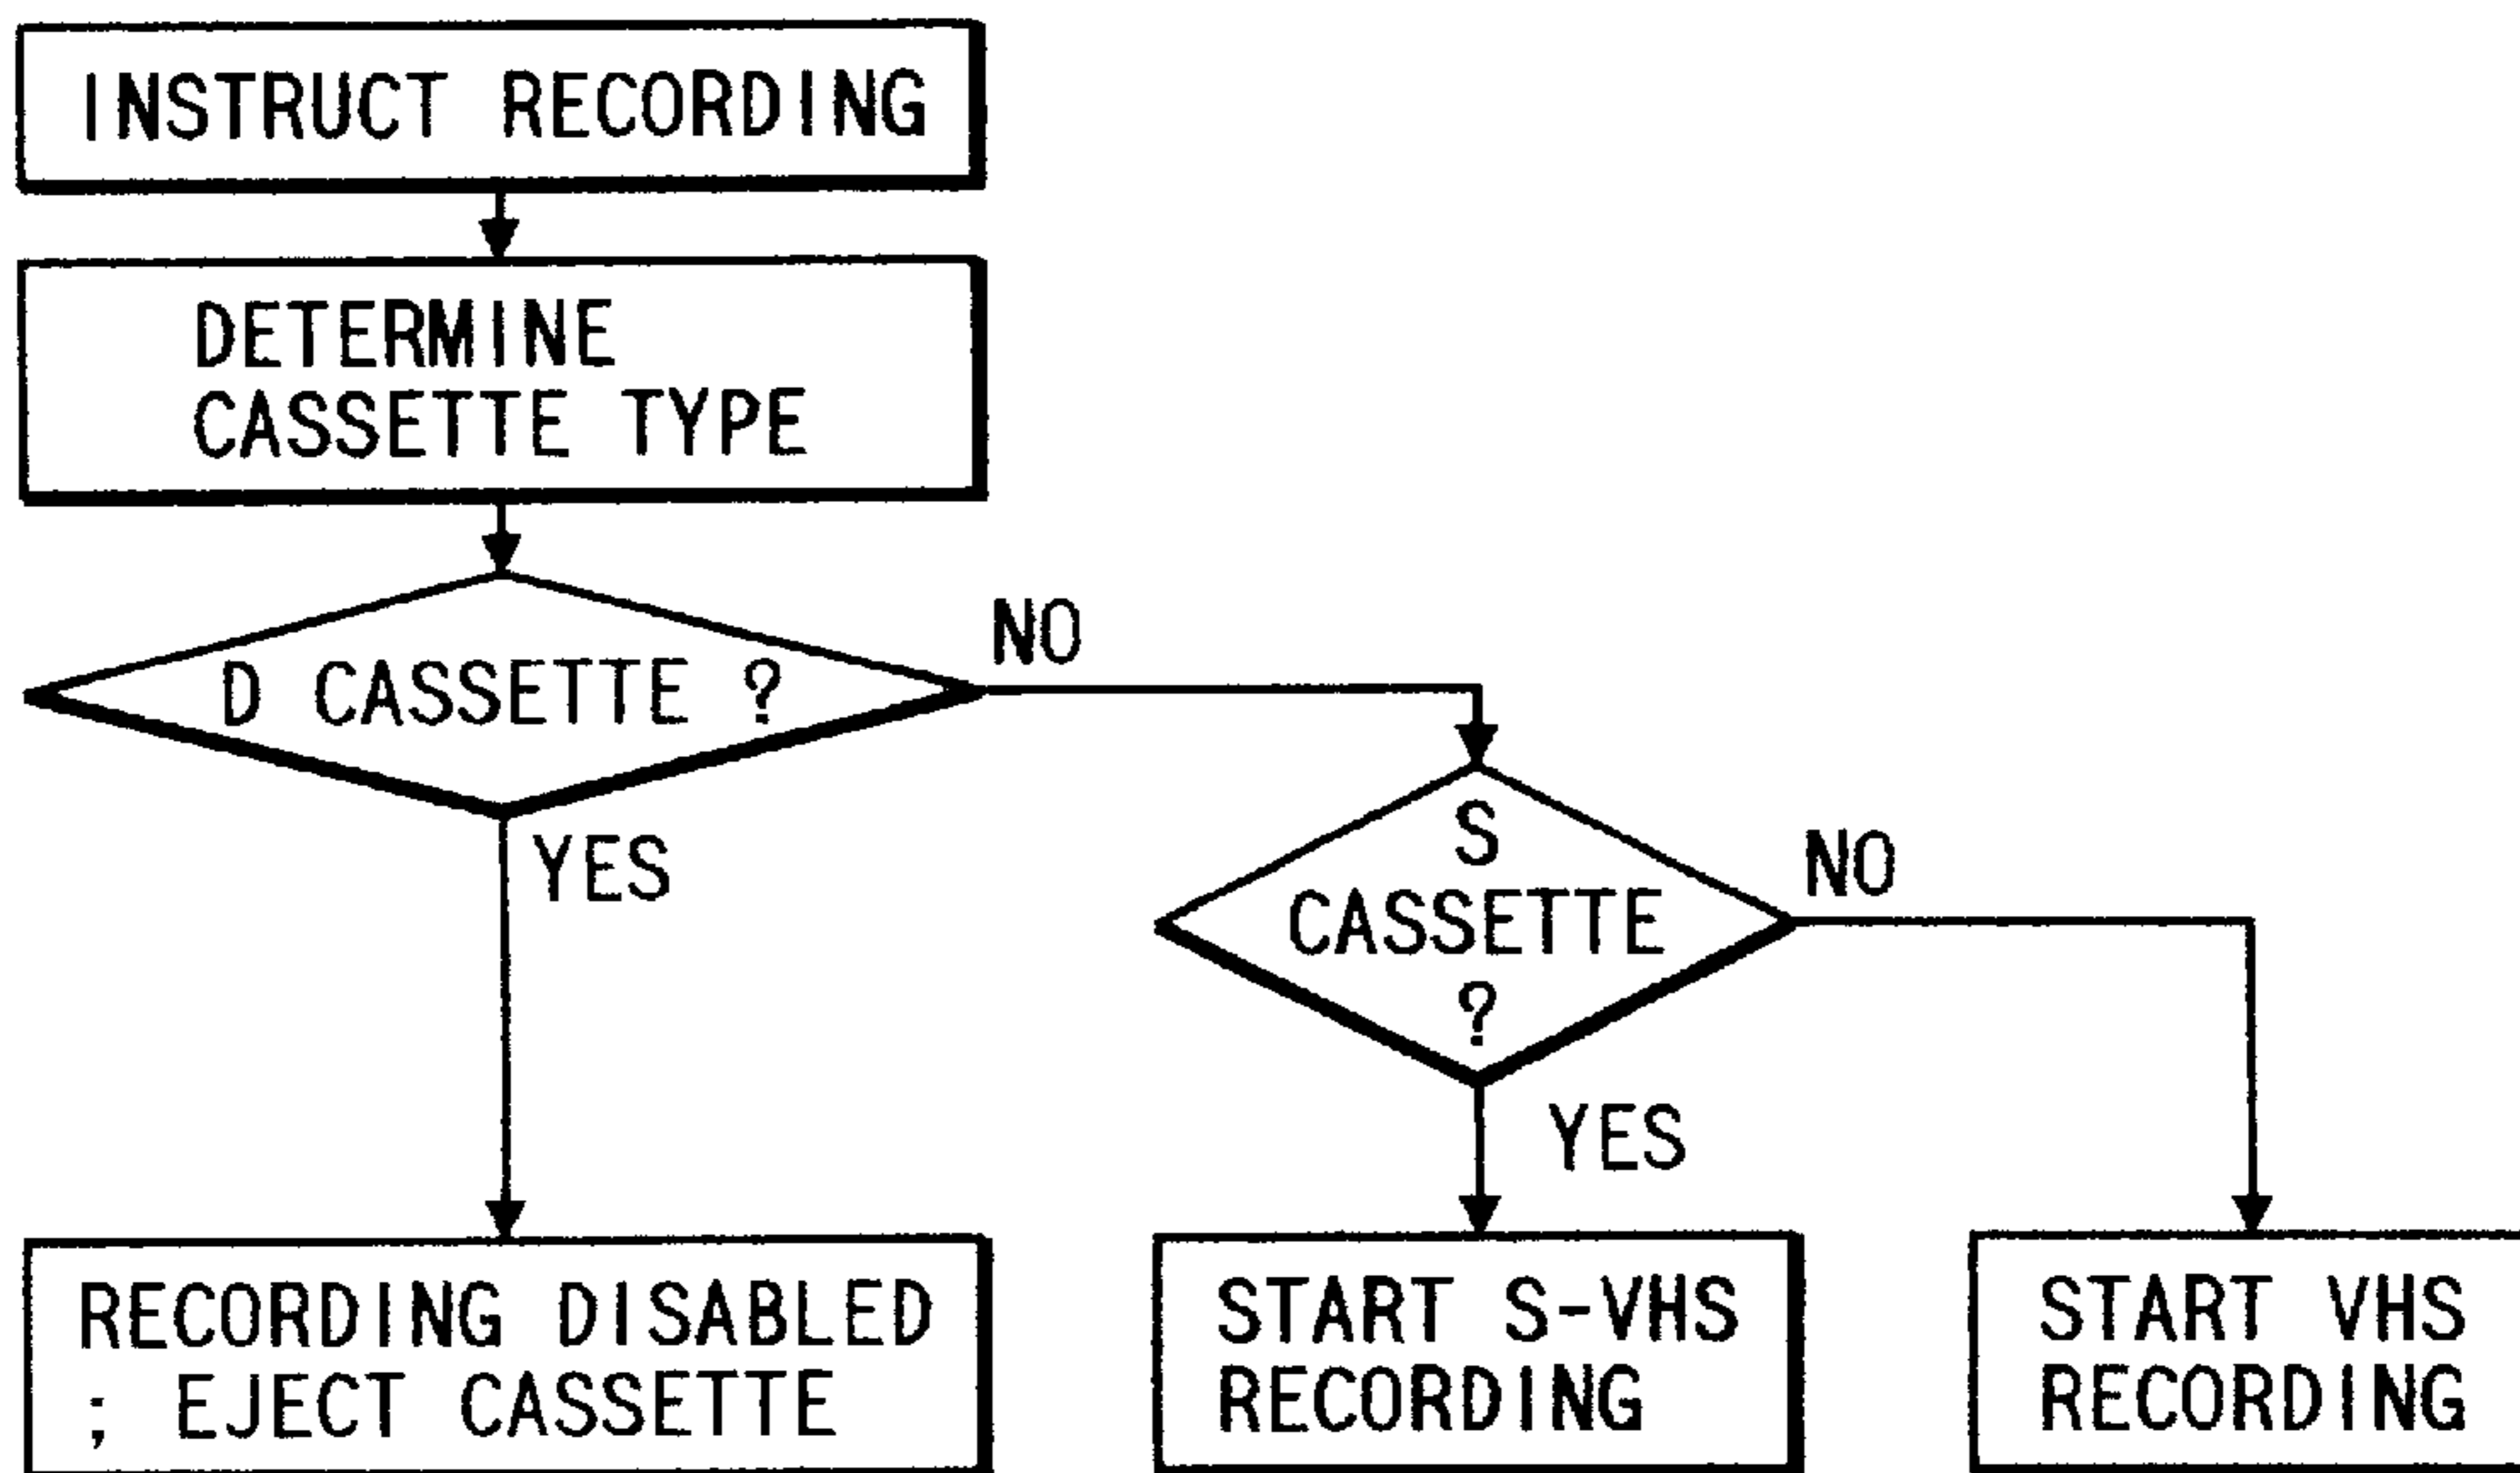 INSTRUCT RECORDING
DETERMINE
CASSETTE TYPE
D CASSETTE ?
NO
YES
S
CASSETTE
?
NO
YES
RECORDING DISABLED
; EJECT CASSETTE
START S-VHS
RECORDING
START VHS
RECORDING